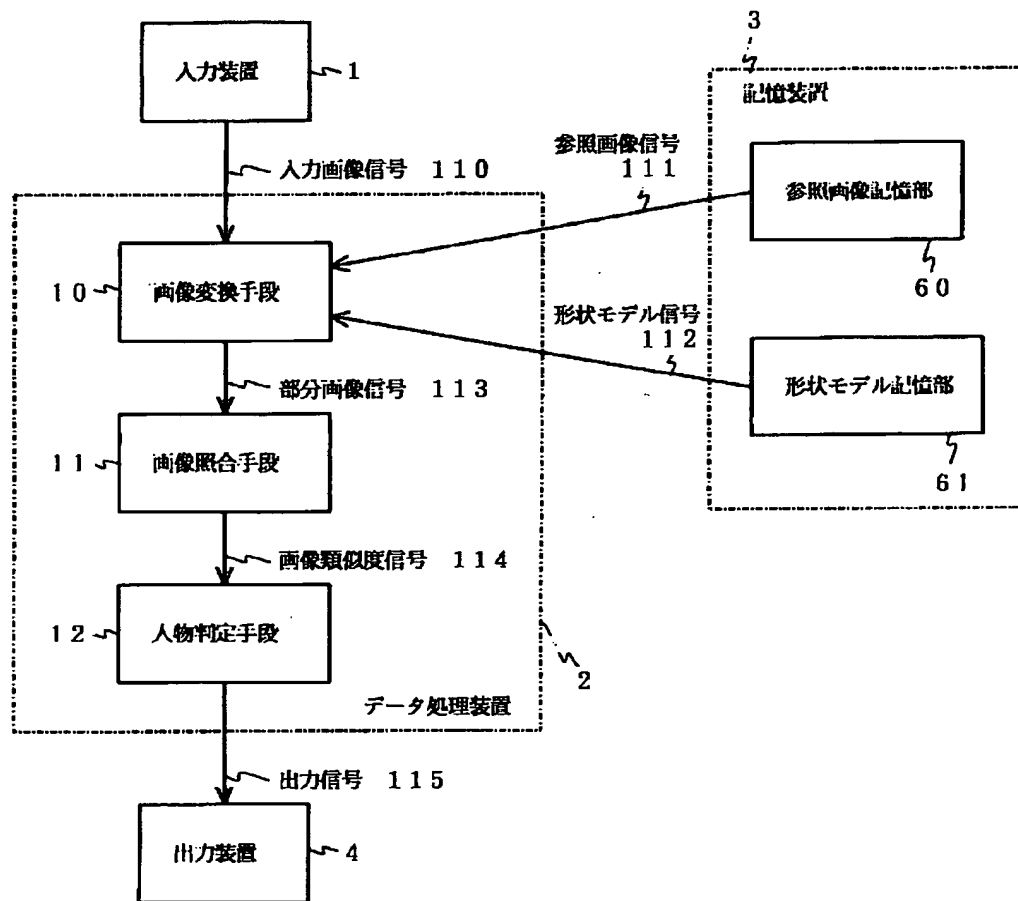 3
入力装置
1
記憶装置
入力画像信号 110
参照画像信号
111
参照画像記憶部
60
10
画像変換手段
形状モデル信号
112
形状モデル記憶部
61
部分画像信号 113
11
画像照合手段
画像類似度信号 114
12
人物判定手段
2
データ処理装置
出力信号 115
出力装置
4